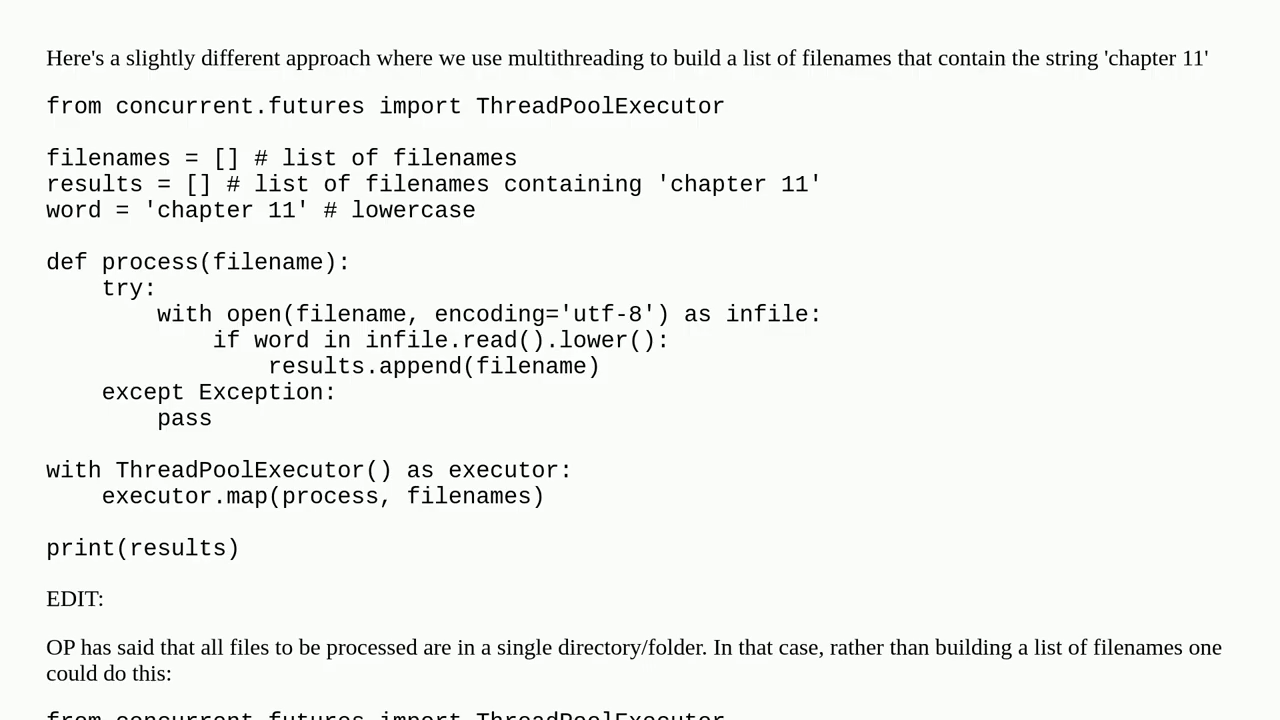 Here's a slightly different approach where we use multithreading to build a list of filenames that contain the string 'chapter 11'
from concurrent.futures import ThreadPoolExecutor
filenames = [] # list of filenames
results = [] # list of filenames containing 'chapter 11'
word = 'chapter 11' # lowercase
def process(filename):
    try:
        with open(filename, encoding='utf-8') as infile:
            if word in infile.read().lower():
                results.append(filename)
    except Exception:
        pass
with ThreadPoolExecutor() as executor:
    executor.map(process, filenames)
print(results)
EDIT:
OP has said that all files to be processed are in a single directory/folder. In that case, rather than building a list of filenames one
could do this:
from concurrent.futures import ThreadPoolExecutor